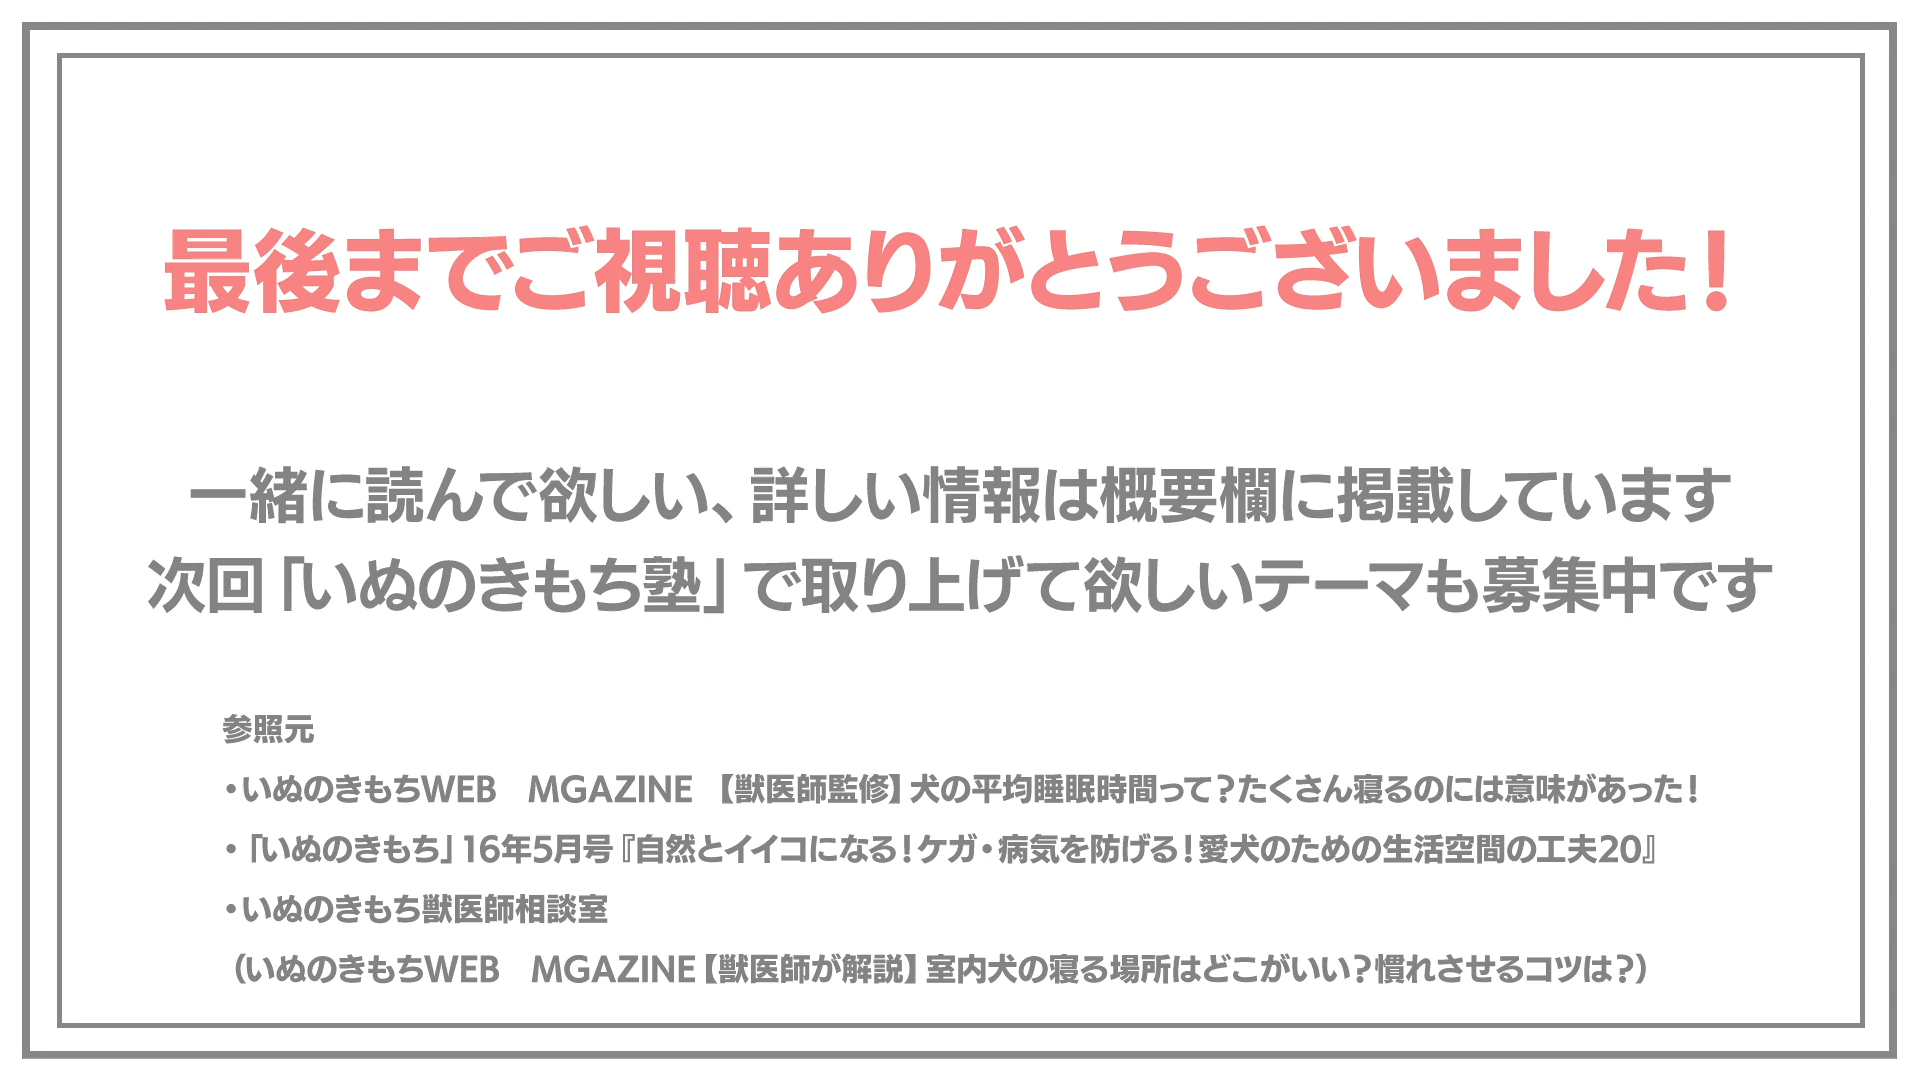 最後までご視聴ありがとうございました！
一緒に読んで欲しい、詳しい情報は概要欄に掲載しています
次回「いぬのきもち塾」で取り上げて欲しいテーマも募集中です
参照元
・いぬのきもちWEB　MGAZINE 【獣医師監修】犬の平均睡眠時間って？たくさん寝るのには意味があった！
・「いぬのきもち」16年5月号『自然とイイコになる！ケガ・病気を防げる！愛犬のための生活空間の工夫20』
・いぬのきもち獣医師相談室
（いぬのきもちWEB　MGAZINE【獣医師が解説】室内犬の寝る場所はどこがいい？慣れさせるコツは？）